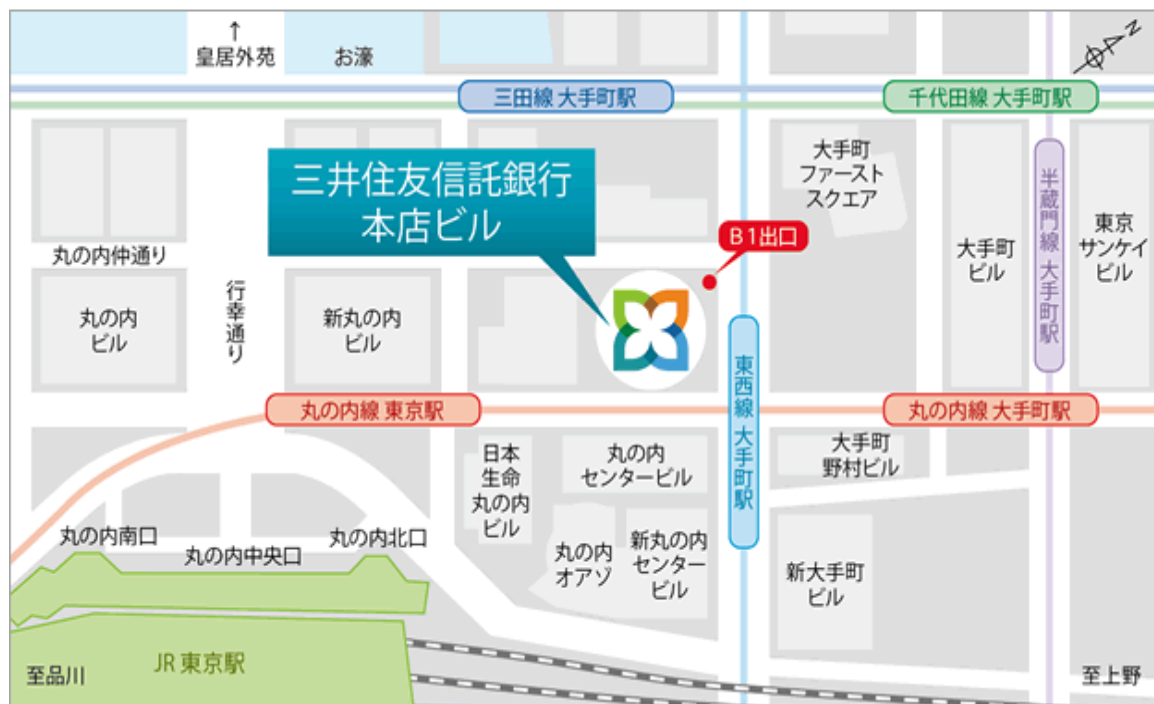 ↑
皇居外苑
お濠
N
三田線 大手町駅
千代田線 大手町駅
三井住友信託銀行
本店ビル
大手町
ファースト
スクエア
半蔵門線 大手町駅
東京
サンケイ
ビル
大手町
ビル
B1出口
丸の内仲通り
行幸通り
丸の内
ビル
新丸の内
ビル
東西線 大手町駅
丸の内線 東京駅
丸の内線 大手町駅
日本
生命
丸の内
ビル
丸の内
センタービル
大手町
野村ビル
丸の内南口
丸の内中央口
丸の内北口
丸の内
オアゾ
新丸の内
センター
ビル
新大手町
ビル
JR 東京駅
至品川
至上野